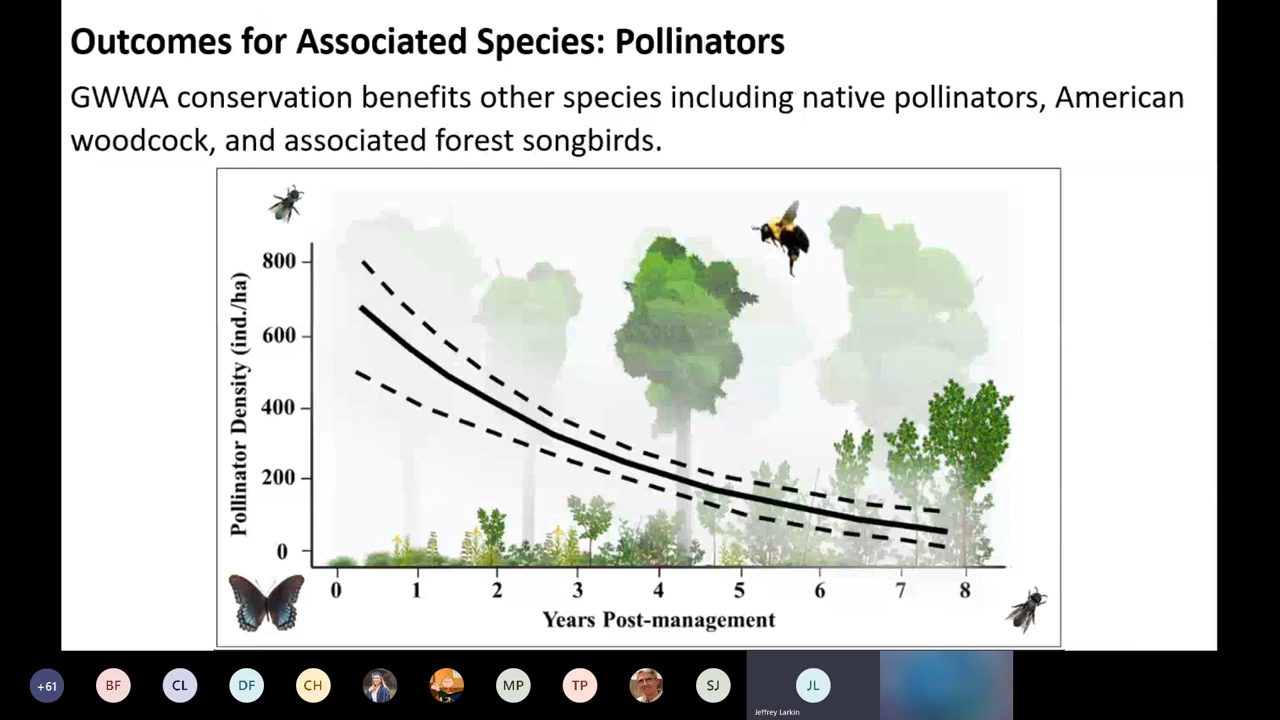 Outcomes for Associated Species: Pollinators
GWWA conservation benefits other species including native pollinators, American
woodcock, and associated forest songbirds.
Pollinator Density (ind./ha)
800
600
400
200
0
0 1 2 3 4 5 6 7 8
Years Post-management
+61 BF CL DF CH MP TP SJ JL
Jeffrey Larkin